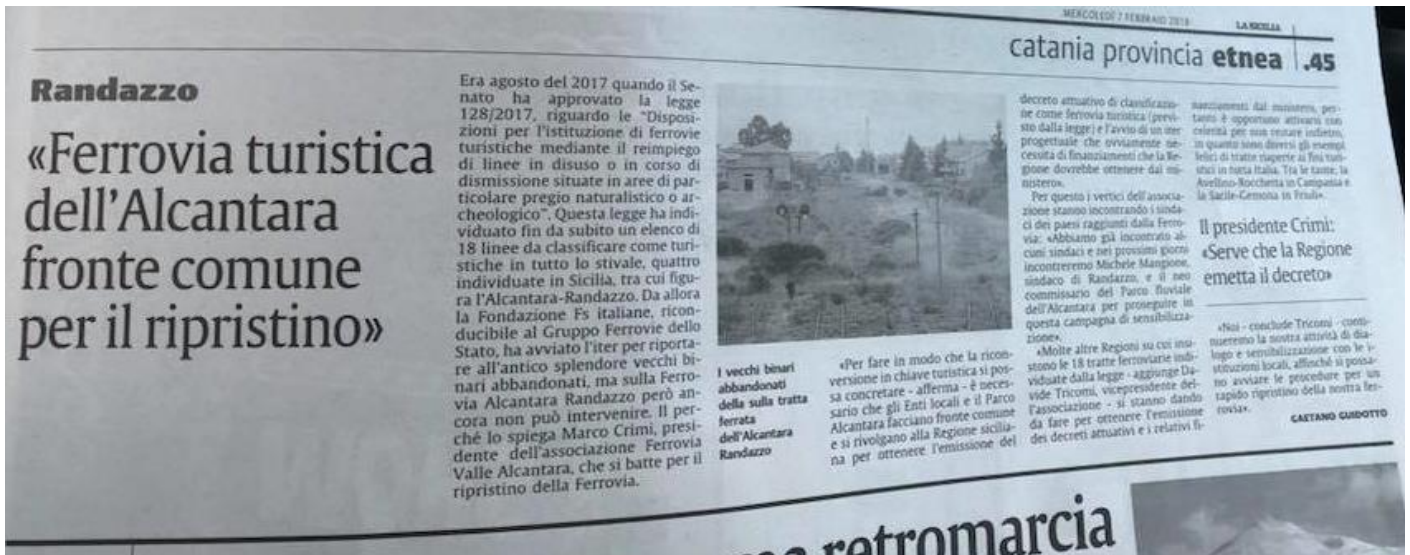 MERCOLEDÌ 7 FEBBRAIO 2018
LA SICILIA
catania provincia etnea .45
Randazzo
«Ferrovia turistica
dell'Alcantara
fronte comune
per il ripristino»
Era agosto del 2017 quando il Se-
nato ha approvato la legge
128/2017, riguardo le "Disposi-
zioni per l'istituzione di ferrovie
turistiche mediante il reimpiego
di linee in disuso o in corso di
dismissione situate in aree di par-
ticolare pregio naturalistico o ar-
cheologico". Questa legge ha indi-
viduato fin da subito un elenco di
18 linee da classificare come turi-
stiche in tutto lo stivale, quattro
individuate in Sicilia, tra cui figu-
ra l'Alcantara-Randazzo. Da allora
la Fondazione Fs italiane, ricon-
ducibile al Gruppo Ferrovie dello
Stato, ha avviato l'iter per riporta-
re all'antico splendore vecchi bi-
nari abbandonati, ma sulla Ferro-
via Alcantara Randazzo però an-
cora non può intervenire. Il per-
ché lo spiega Marco Crimi, presi-
dente dell'associazione Ferrovia
Valle Alcantara, che si batte per il
ripristino della Ferrovia.
I vecchi binari
abbandonati
della sulla tratta
ferrata
dell'Alcantara
Randazzo
«Per fare in modo che la ricon-
versione in chiave turistica si pos-
sa concretare - afferma - è neces-
sario che gli Enti locali e il Parco
Alcantara facciano fronte comune
e si rivolgano alla Regione sicilia-
na per ottenere l'emissione del
decreto attuativo di classificazio-
ne come ferrovia turistica (previ-
sto dalla legge) e l'avvio di un iter
progettuale che ovviamente ne-
cessita di finanziamenti che la Re-
gione dovrebbe ottenere dal mi-
nistero».
Per questo i vertici dell'associa-
zione stanno incontrando i sinda-
ci dei paesi raggiunti dalla Ferro-
via: «Abbiamo già incontrato al-
cuni sindaci e nei prossimi giorni
incontreremo Michele Mangione,
sindaco di Randazzo, e il neo
commissario del Parco fluviale
dell'Alcantara per proseguire in
questa campagna di sensibilizza-
zione».
«Molte altre Regioni su cui insi-
stono le 18 tratte ferroviarie indi-
viduate dalla legge - aggiunge Da-
vide Tricomi, vicepresidente del-
l'associazione - si stanno dando
da fare per ottenere l'emissione
dei decreti attuativi e i relativi fi-
nanziamenti dal ministero, per-
tanto è opportuno attivarsi con
celerità per non restare indietro,
in quanto sono diversi gli esempi
felici di tratte riaperte ai fini turi-
stici in tutta Italia. Tra le tante, la
Avellino-Rocchetta in Campania e
la Sacile-Gemona in Friuli».
Il presidente Crimi:
«Serve che la Regione
emetta il decreto»
«Noi - conclude Tricomi - conti-
nueremo la nostra attività di dia-
logo e sensibilizzazione con le i-
stituzioni locali, affinché si possa-
no avviare le procedure per un
rapido ripristino della nostra fer-
rovia».
GAETANO GUIDOTTO
retromarcia